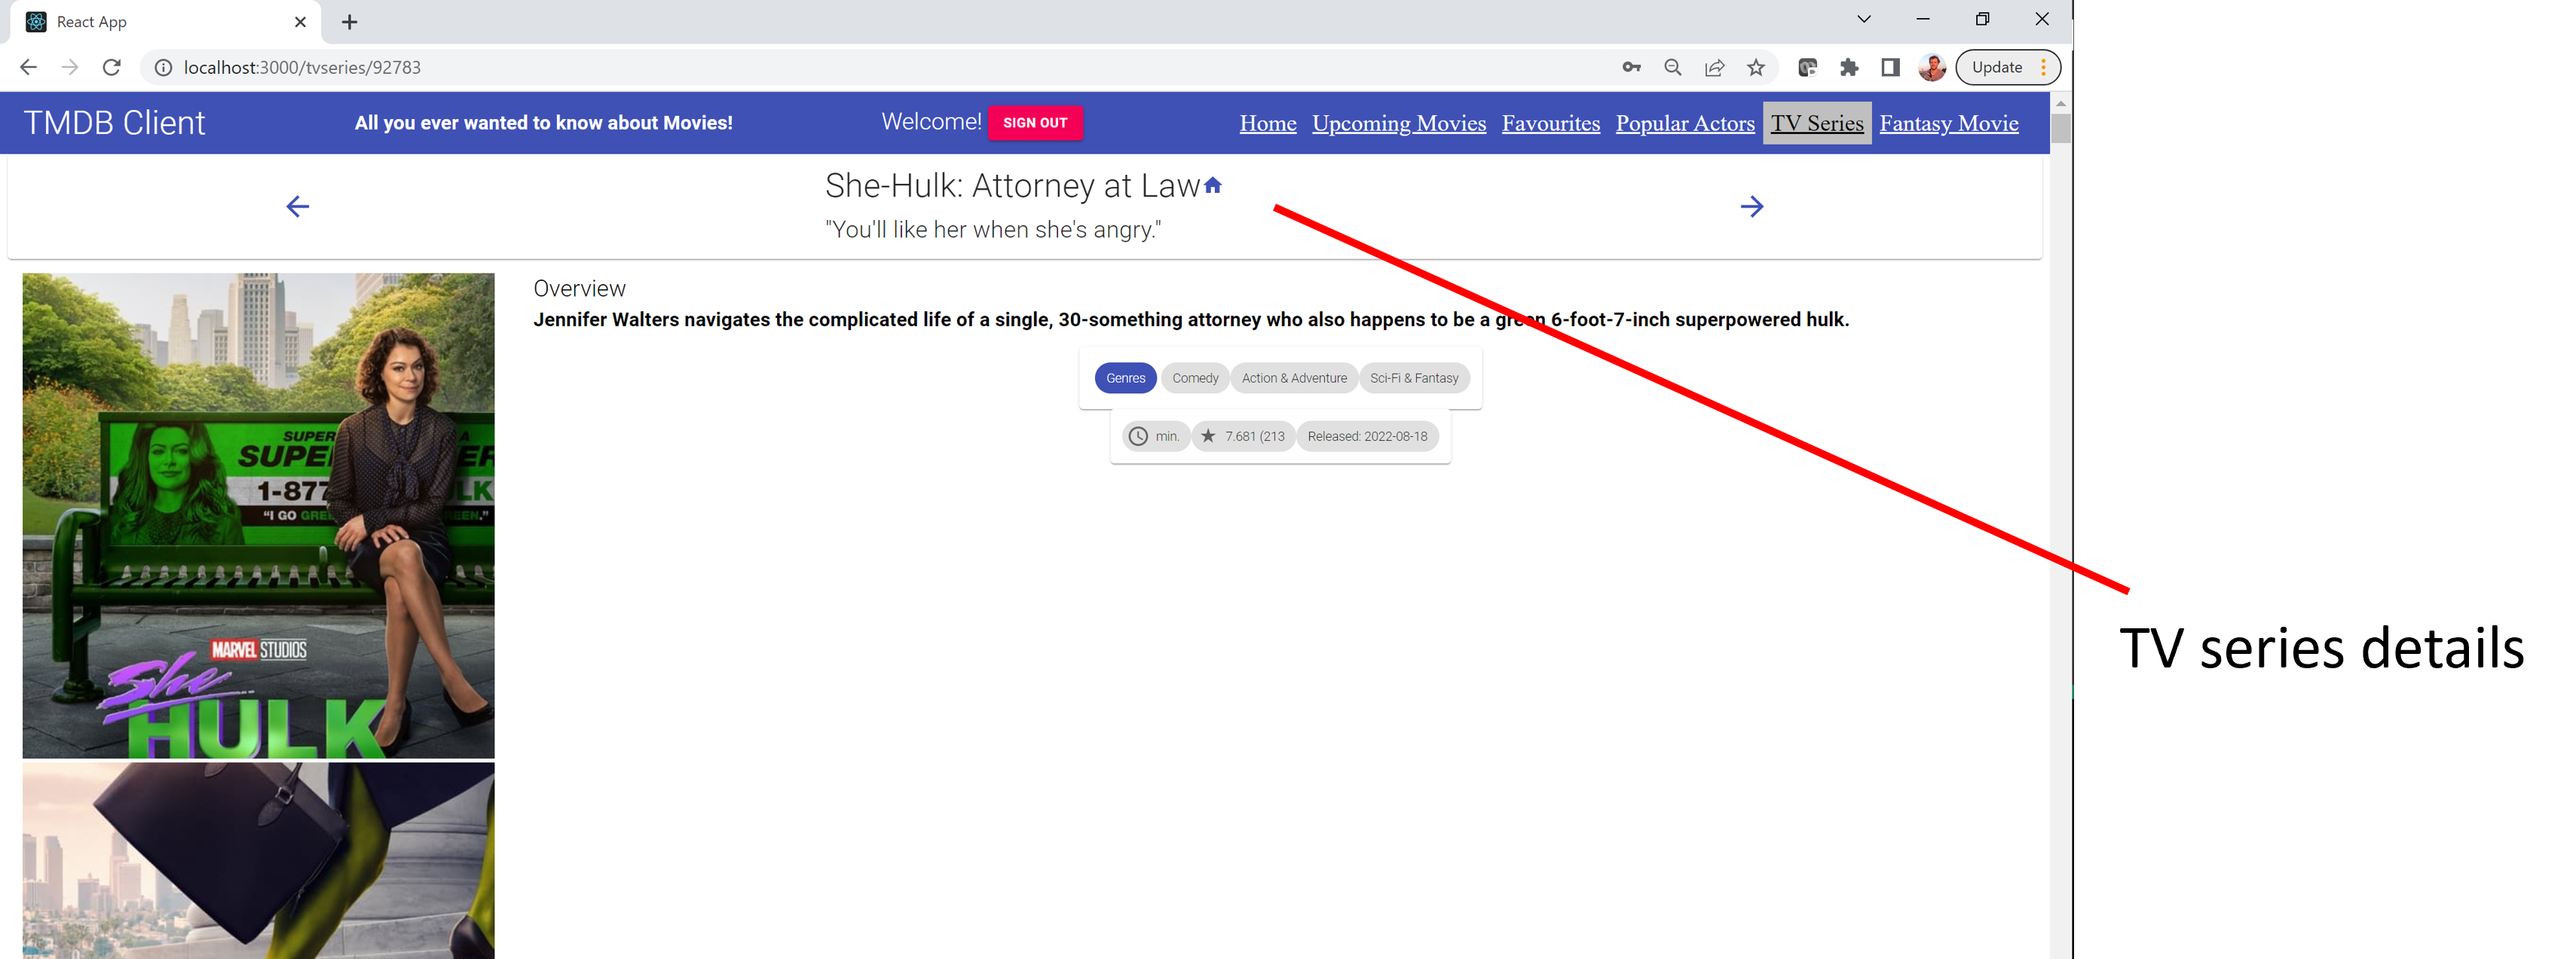 React App
localhost:3000/tvseries/92783
Update
TMDB Client
All you ever wanted to know about Movies!
Welcome! SIGN OUT
Home Upcoming Movies Favourites Popular Actors TV Series Fantasy Movie
She-Hulk: Attorney at Law
"You'll like her when she's angry."
Overview
Jennifer Walters navigates the complicated life of a single, 30-something attorney who also happens to be a green 6-foot-7-inch superpowered hulk.
Genres Comedy Action & Adventure Sci-Fi & Fantasy
min. 7.681 (213 Released: 2022-08-18
SUPER
SUPE
1-877
LK
"I GO GRE
EEN."
MARVEL STUDIOS
She
HULK
TV series details